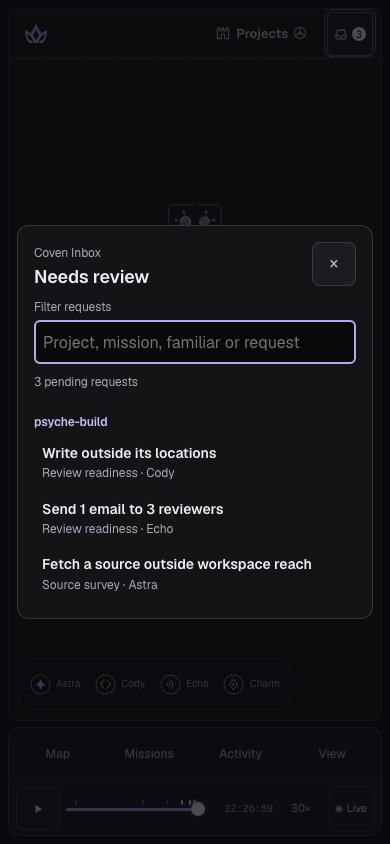 Projects
3
Coven Inbox
Needs review
×
Filter requests
Project, mission, familiar or request
3 pending requests
psyche-build
Write outside its locations
Review readiness · Cody
Send 1 email to 3 reviewers
Review readiness · Echo
Fetch a source outside workspace reach
Source survey · Astra
Astra Cody Echo Charm
Map Missions Activity View
22:26:59 30× Live